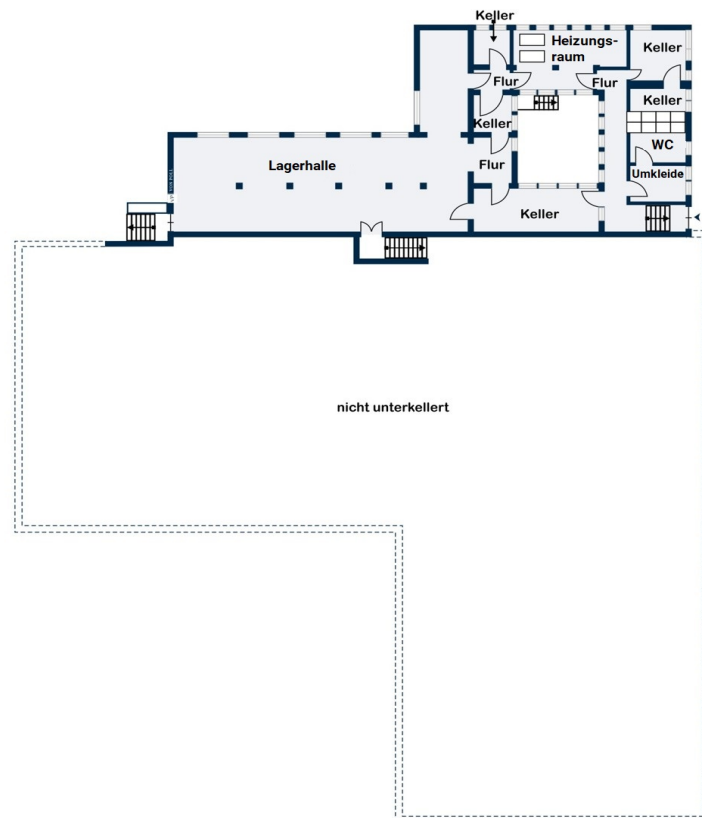 Keller
Heizungs-
raum
Keller
Flur
Flur
Keller
Keller
WC
Lagerhalle
Flur
Umkleide
Keller
nicht unterkellert